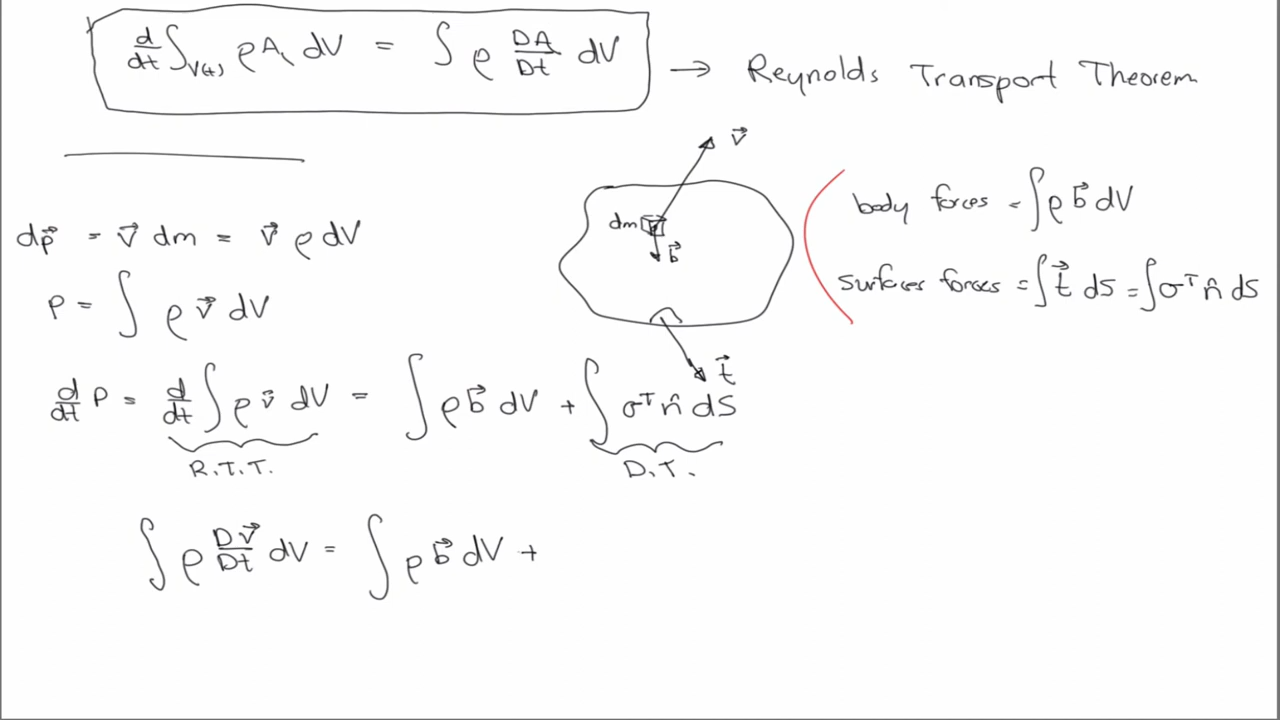 d/dt ∫_V(t) ρ A dV = ∫ ρ DA/Dt dV → Reynolds Transport Theorem
v⃗
dm
b⃗
t⃗
body forces = ∫ ρ b⃗ dV
surfaces forces = ∫ t⃗ dS = ∫ σᵀ n̂ dS
dp⃗ = v⃗ dm = v⃗ ρ dV
P = ∫ ρ v⃗ dV
d/dt P = d/dt ∫ ρ v⃗ dV = ∫ ρ b⃗ dV + ∫ σᵀ n̂ dS
R.T.T. D.T.
∫ ρ Dv⃗/Dt dV = ∫ ρ b⃗ dV +